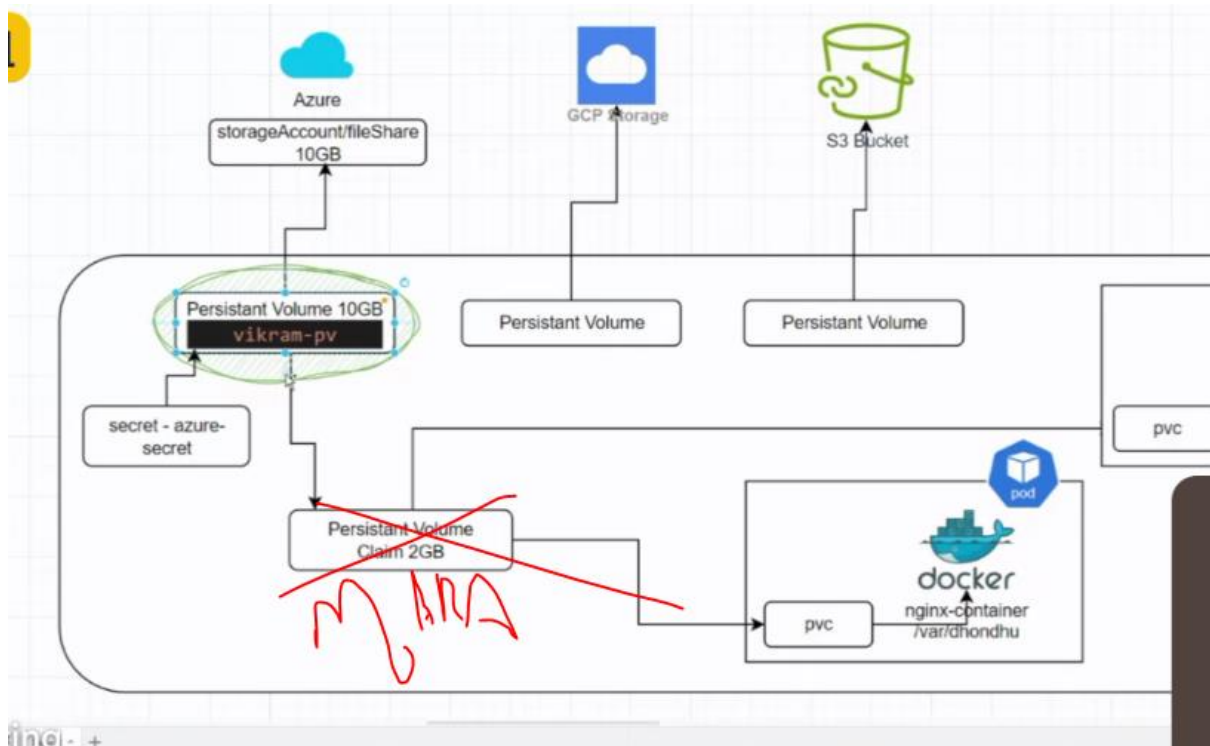 Azure
storageAccount/fileShare
10GB
GCP Storage
S3 Bucket
Persistant Volume 10GB
vikram-pv
Persistant Volume
Persistant Volume
secret - azure-
secret
pvc
pod
Persistant Volume
Claim 2GB
docker
nginx-container
/var/dhondhu
pvc